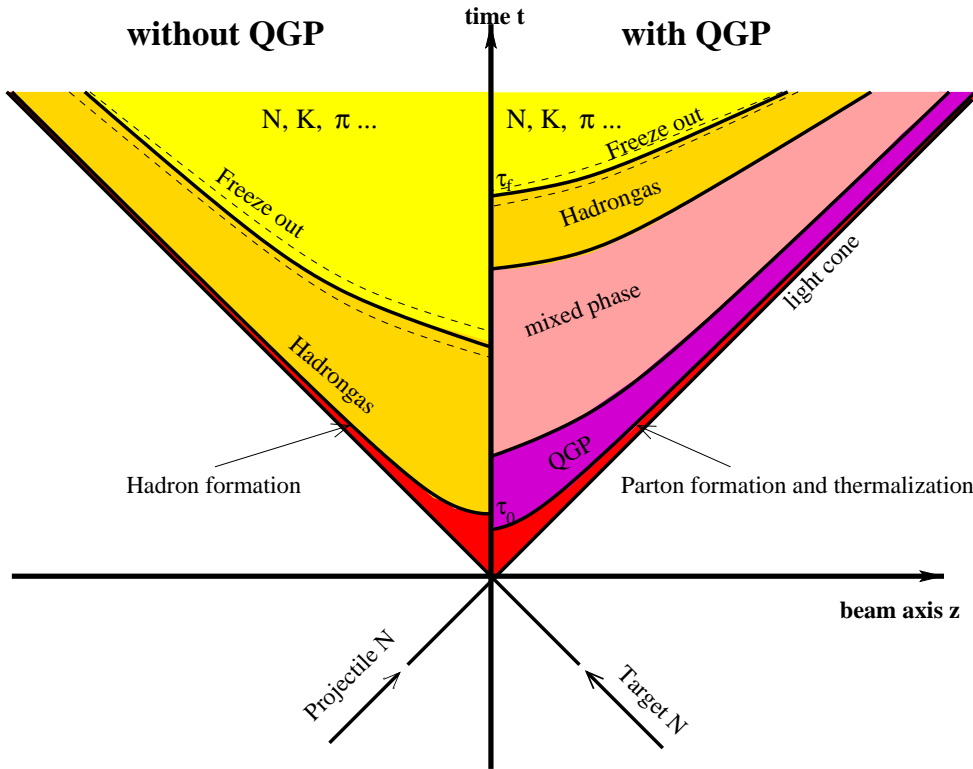 time t
without QGP
with QGP
N, K, π ...
N, K, π ...
Freeze out
Freeze out
τf
Hadrongas
Hadrongas
light cone
mixed phase
QGP
Hadron formation
Parton formation and thermalization
τ0
beam axis z
Projectile N
Target N